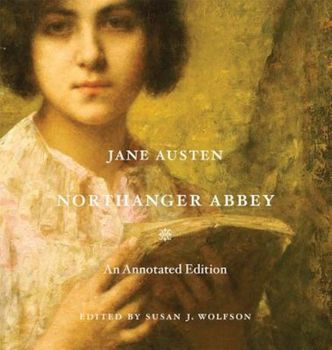 JANE AUSTEN
NORTHANGER ABBEY
An Annotated Edition
EDITED BY SUSAN J. WOLFSON